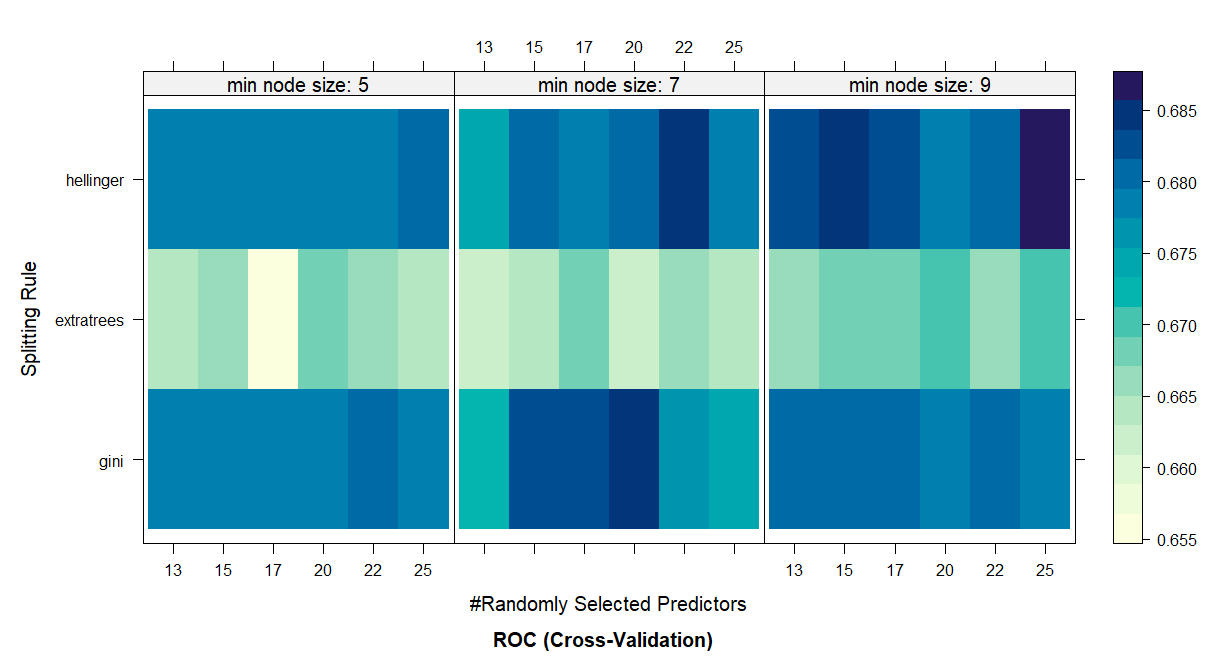 13 15 17 20 22 25
min node size: 5 min node size: 7 min node size: 9
0.685
hellinger
0.680
0.675
Splitting Rule
extratrees
0.670
0.665
gini
0.660
0.655
13 15 17 20 22 25 13 15 17 20 22 25
#Randomly Selected Predictors
ROC (Cross-Validation)